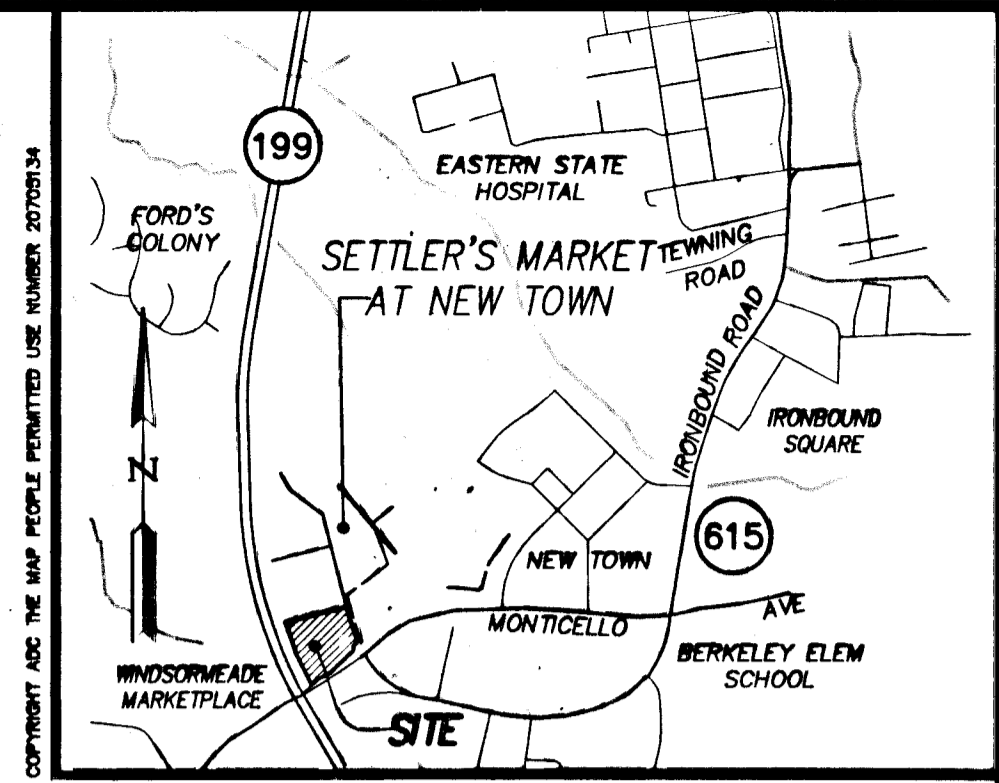 COPYRIGHT ADC THE MAP PEOPLE PERMITTED USE NUMBER 20708134
199
EASTERN STATE
HOSPITAL
FORD'S
COLONY
SETTLER'S MARKET
AT NEW TOWN
TEWNING
ROAD
IRONBOUND ROAD
IRONBOUND
SQUARE
N
615
NEW TOWN
MONTICELLO AVE
BERKELEY ELEM
SCHOOL
WINDSORMEADE
MARKETPLACE
SITE